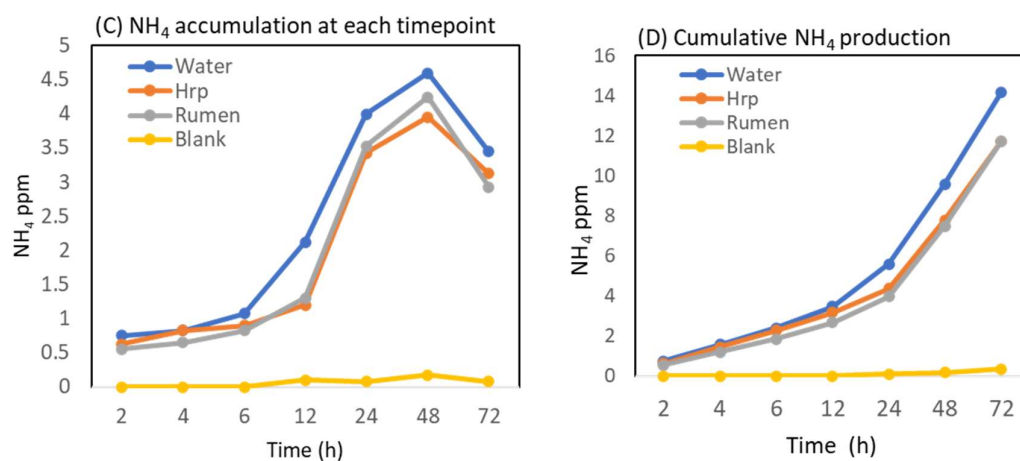 (C) NH₄ accumulation at each timepoint
5
4.5
4
3.5
3
2.5
2
1.5
1
0.5
0
NH₄ ppm
Water
Hrp
Rumen
Blank
2 4 6 12 24 48 72
Time (h)
(D) Cumulative NH₄ production
16
14
12
10
8
6
4
2
0
NH₄ ppm
Water
Hrp
Rumen
Blank
2 4 6 12 24 48 72
Time (h)